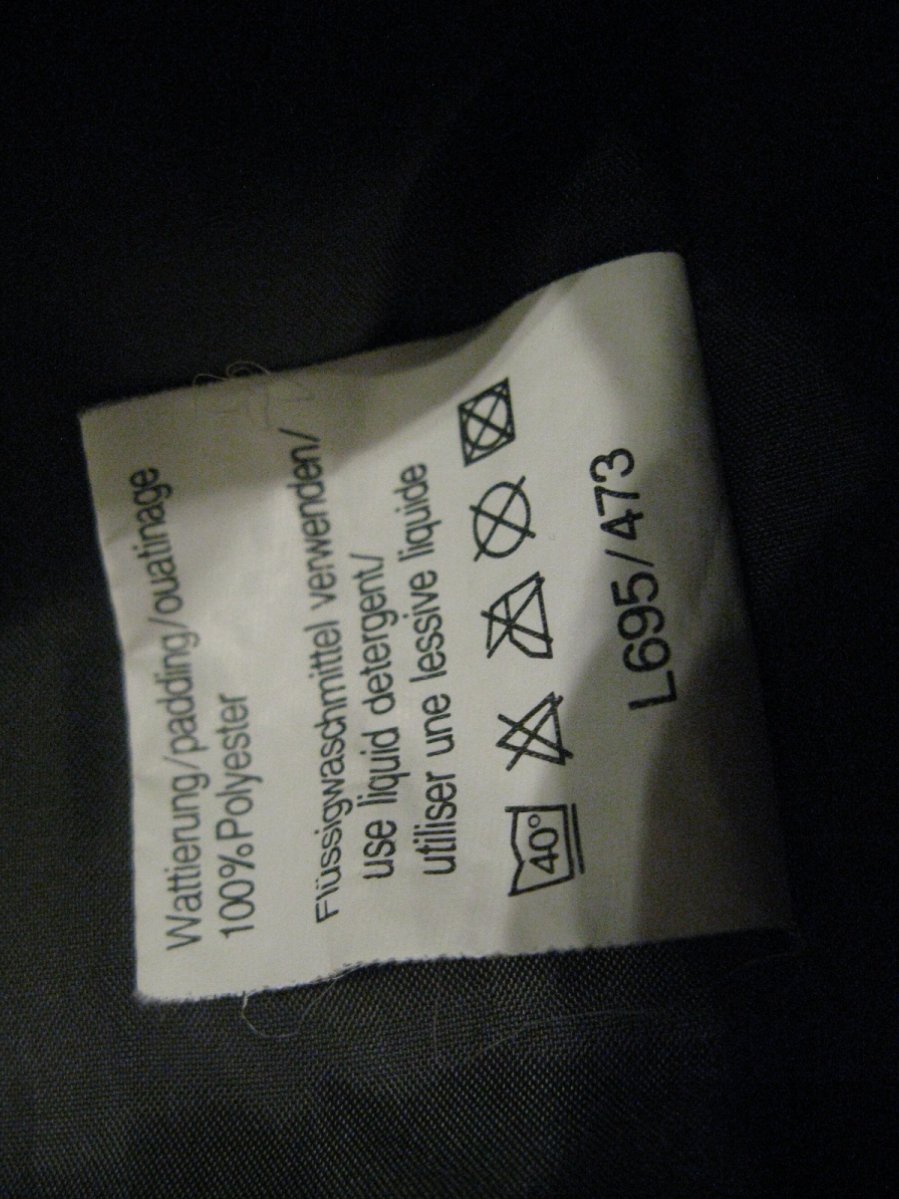 Wattierung/padding/ouatinage
100%Polyester
Flüssigwaschmittel verwenden/
use liquid detergent/
utiliser une lessive liquide
40°
L695/473